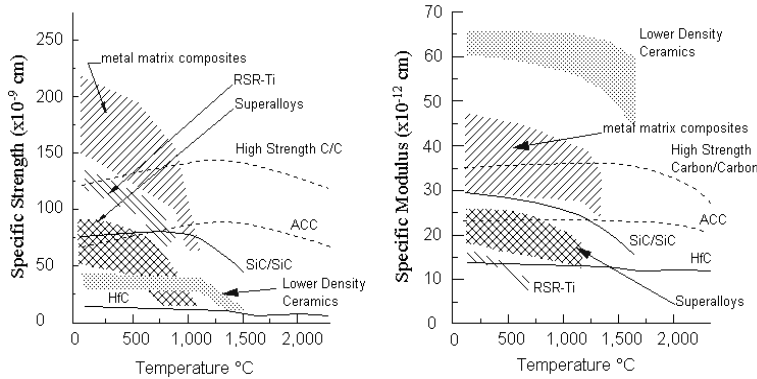 250
200
150
100
50
0
Specific Strength (x10-9 cm)
metal matrix composites
RSR-Ti
Superalloys
High Strength C/C
ACC
SiC/SiC
Lower Density
Ceramics
HfC
0 500 1,000 1,500 2,000
Temperature °C
70
60
50
40
30
20
10
0
Specific Modulus (x10-12 cm)
Lower Density
Ceramics
metal matrix composites
High Strength
Carbon/Carbon
ACC
SiC/SiC
HfC
RSR-Ti
Superalloys
0 500 1,000 1,500 2,000
Temperature °C